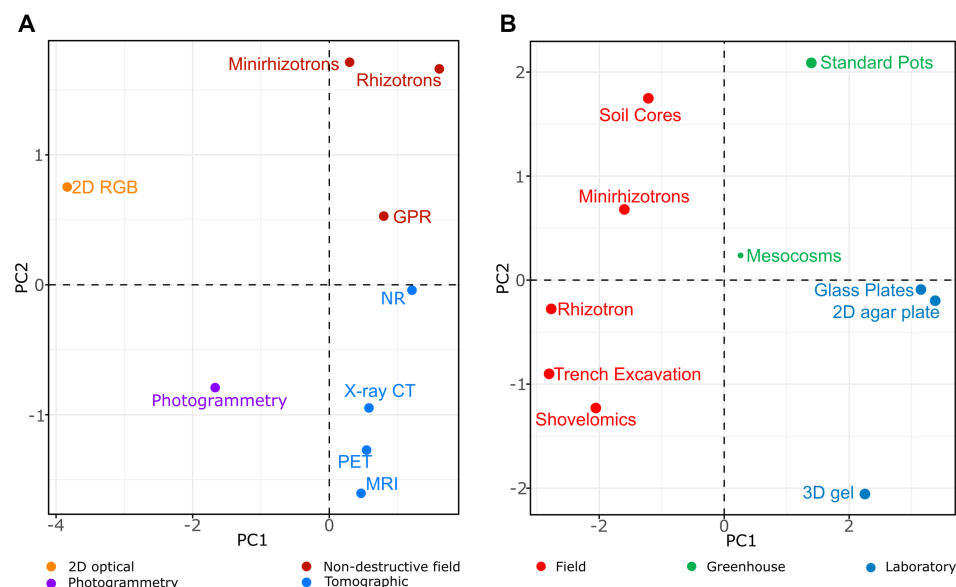 A
Minirhizotrons
Rhizotrons
1
2D RGB
GPR
PC2
0
NR
X-ray CT
Photogrammetry
-1
PET
MRI
-4
-2
0
PC1
2D optical
Non-destructive field
Photogrammetry
Tomographic
B
2
Standard Pots
Soil Cores
1
Minirhizotrons
Mesocosms
PC2
0
Glass Plates
Rhizotron
2D agar plate
Trench Excavation
-1
Shovelomics
-2
3D gel
-2
0
2
PC1
Field
Greenhouse
Laboratory